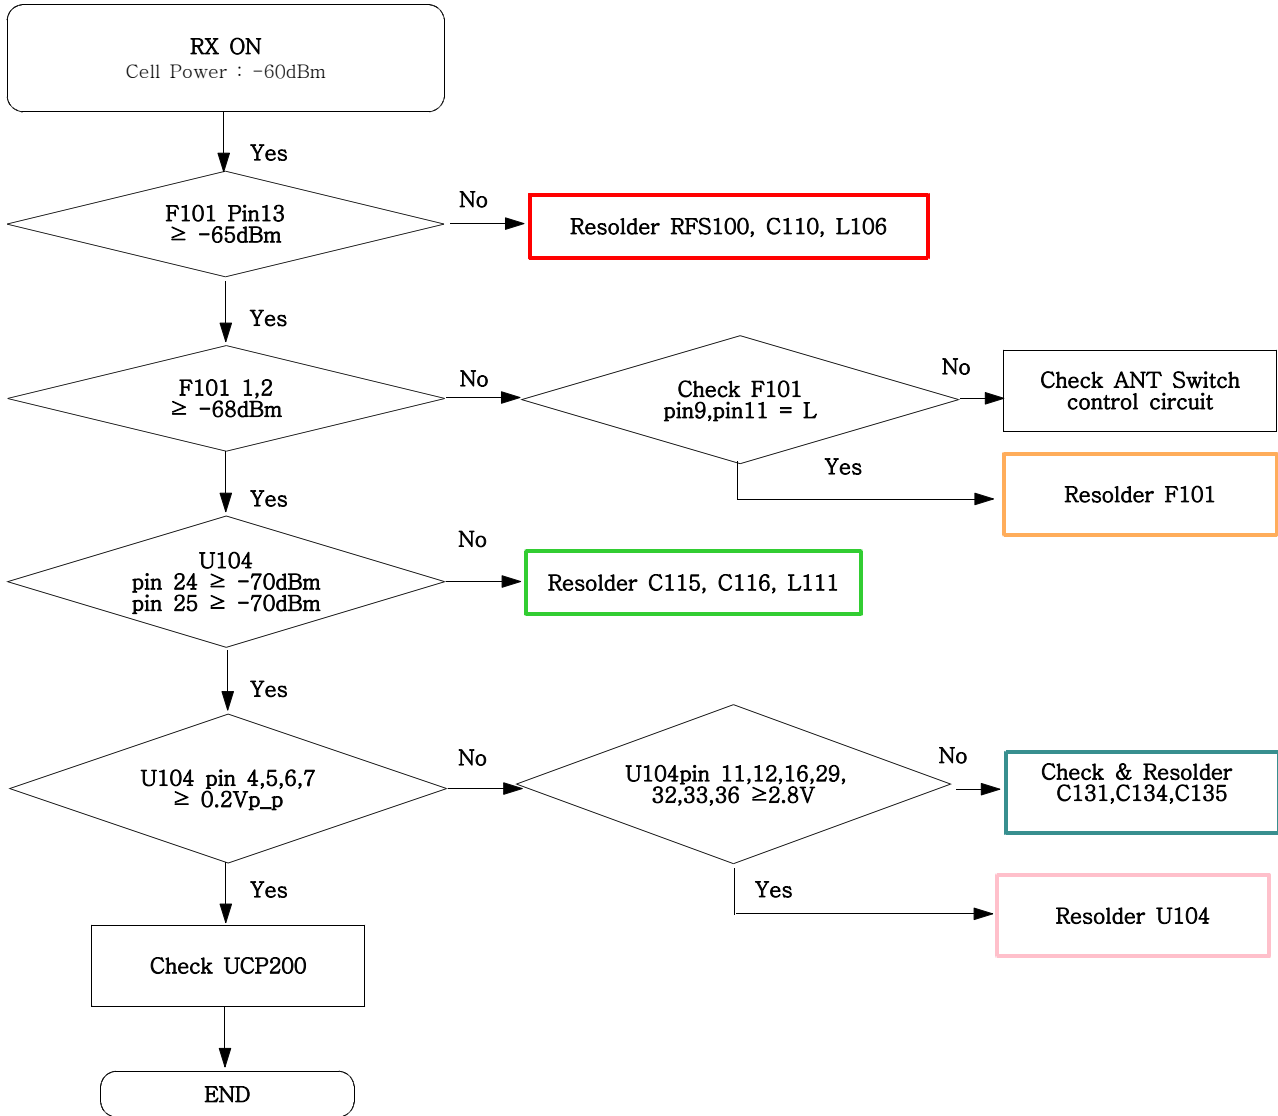 RX ON
Cell Power : -60dBm
Yes
F101 Pin13
≥ -65dBm
No
Resolder RFS100, C110, L106
Yes
F101 1,2
≥ -68dBm
No
Check F101
pin9,pin11 = L
No
Check ANT Switch
control circuit
Yes
Resolder F101
Yes
U104
pin 24 ≥ -70dBm
pin 25 ≥ -70dBm
No
Resolder C115, C116, L111
Yes
U104 pin 4,5,6,7
≥ 0.2Vp_p
No
U104pin 11,12,16,29,
32,33,36 ≥2.8V
No
Check & Resolder
C131,C134,C135
Yes
Resolder U104
Yes
Check UCP200
END